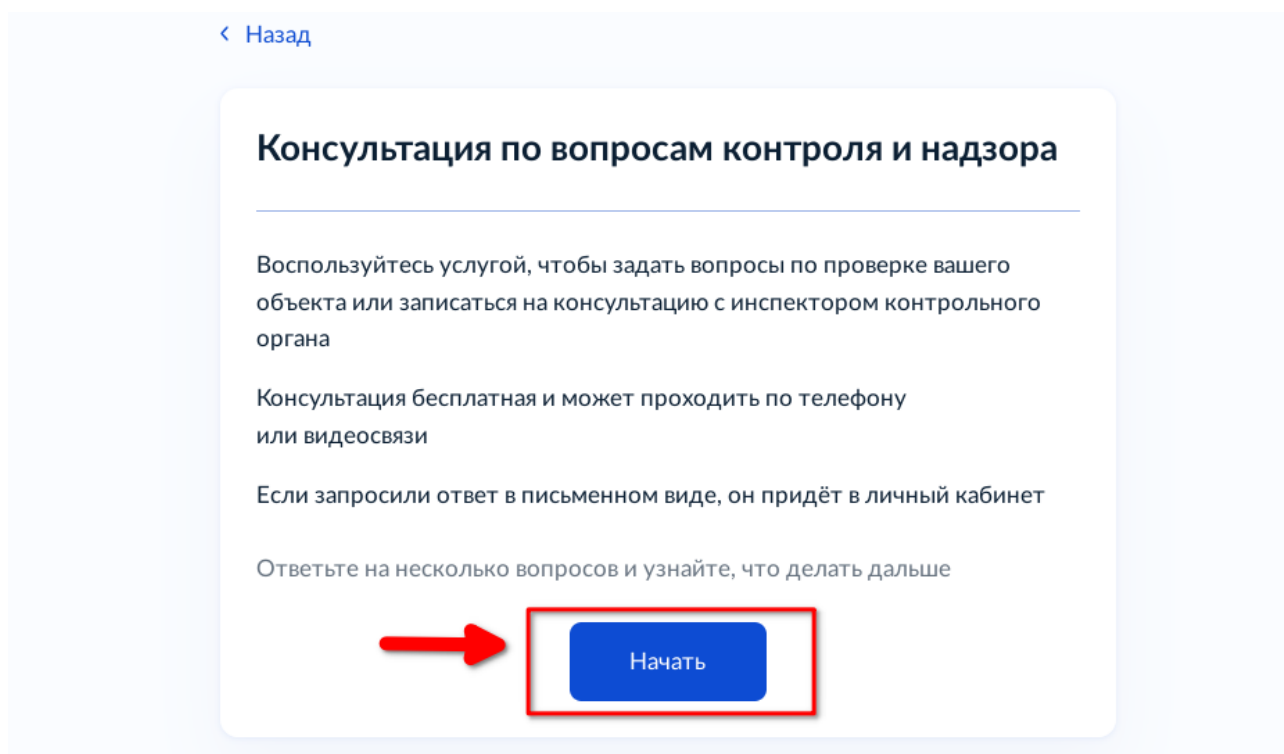 Назад
Консультация по вопросам контроля и надзора
Воспользуйтесь услугой, чтобы задать вопросы по проверке вашего
объекта или записаться на консультацию с инспектором контрольного
органа
Консультация бесплатная и может проходить по телефону
или видеосвязи
Если запросили ответ в письменном виде, он придёт в личный кабинет
Ответьте на несколько вопросов и узнайте, что делать дальше
Начать